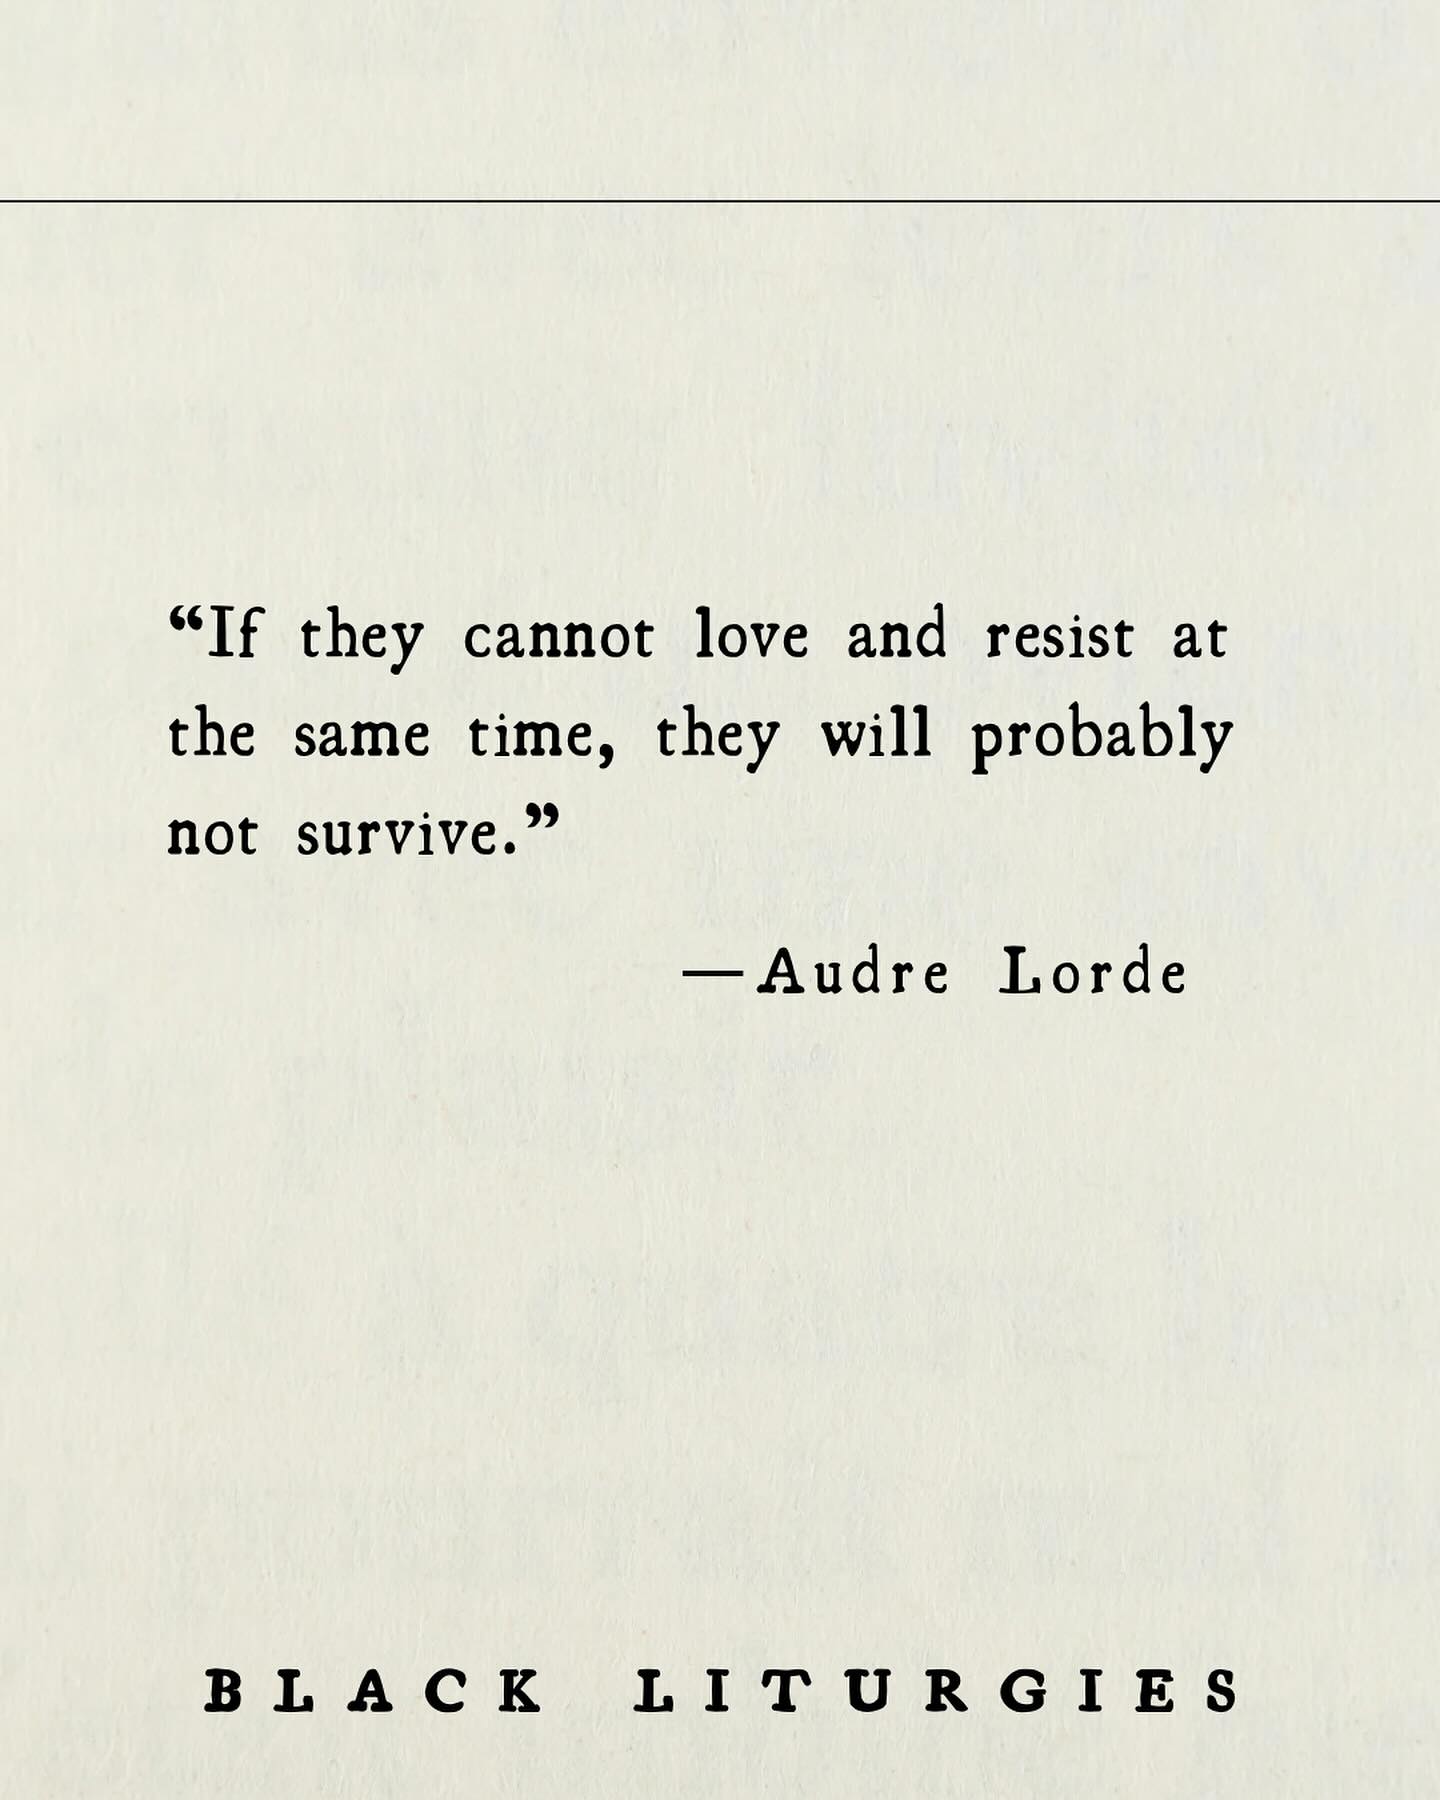 “If they cannot love and resist at
the same time, they will probably
not survive.”
—Audre Lorde
BLACK LITURGIES